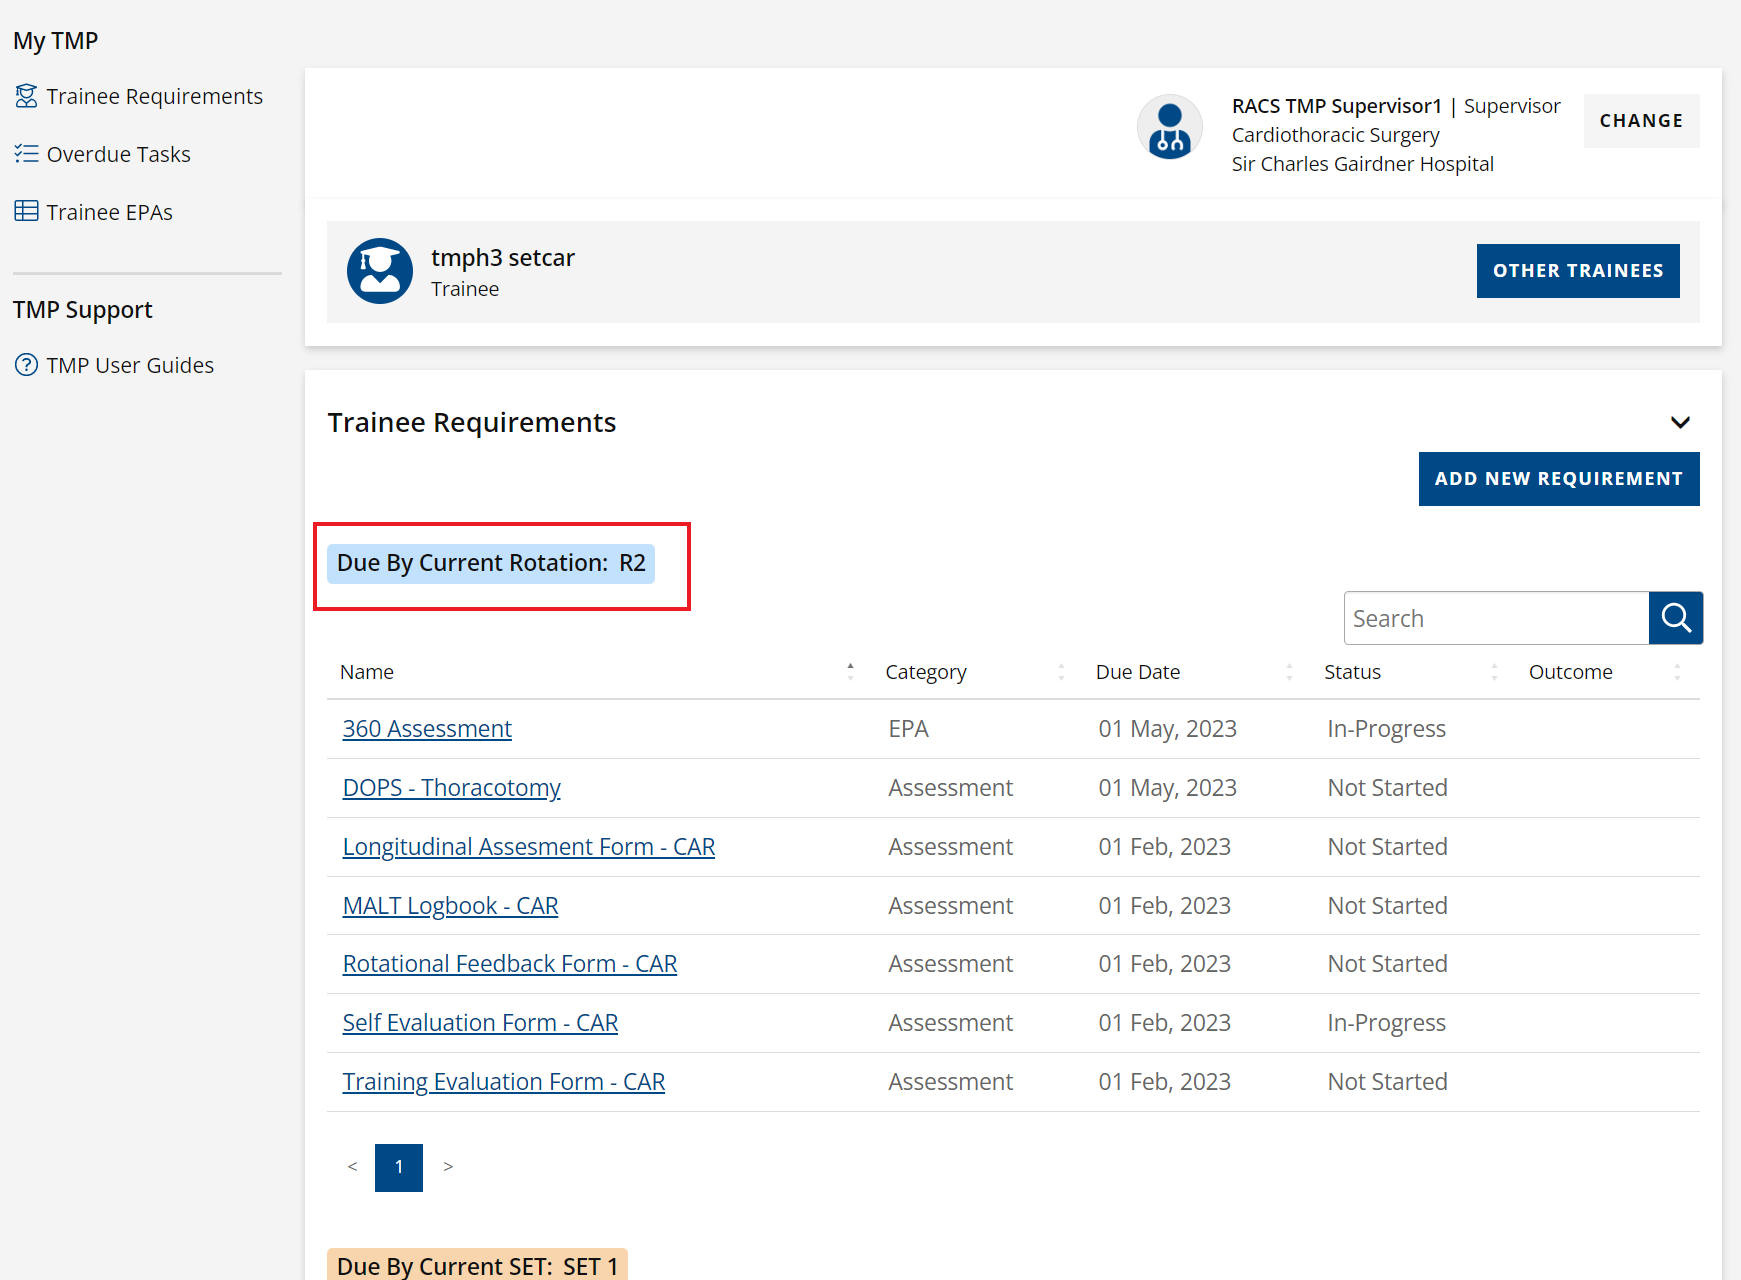 My TMP
Trainee Requirements
Overdue Tasks
Trainee EPAs
TMP Support
TMP User Guides
RACS TMP Supervisor1 | Supervisor
Cardiothoracic Surgery
Sir Charles Gairdner Hospital
CHANGE
tmph3 setcar
Trainee
OTHER TRAINEES
Trainee Requirements
ADD NEW REQUIREMENT
Due By Current Rotation: R2
Search
Name Category Due Date Status Outcome
360 Assessment EPA 01 May, 2023 In-Progress
DOPS - Thoracotomy Assessment 01 May, 2023 Not Started
Longitudinal Assesment Form - CAR Assessment 01 Feb, 2023 Not Started
MALT Logbook - CAR Assessment 01 Feb, 2023 Not Started
Rotational Feedback Form - CAR Assessment 01 Feb, 2023 Not Started
Self Evaluation Form - CAR Assessment 01 Feb, 2023 In-Progress
Training Evaluation Form - CAR Assessment 01 Feb, 2023 Not Started
< 1 >
Due By Current SET: SET 1